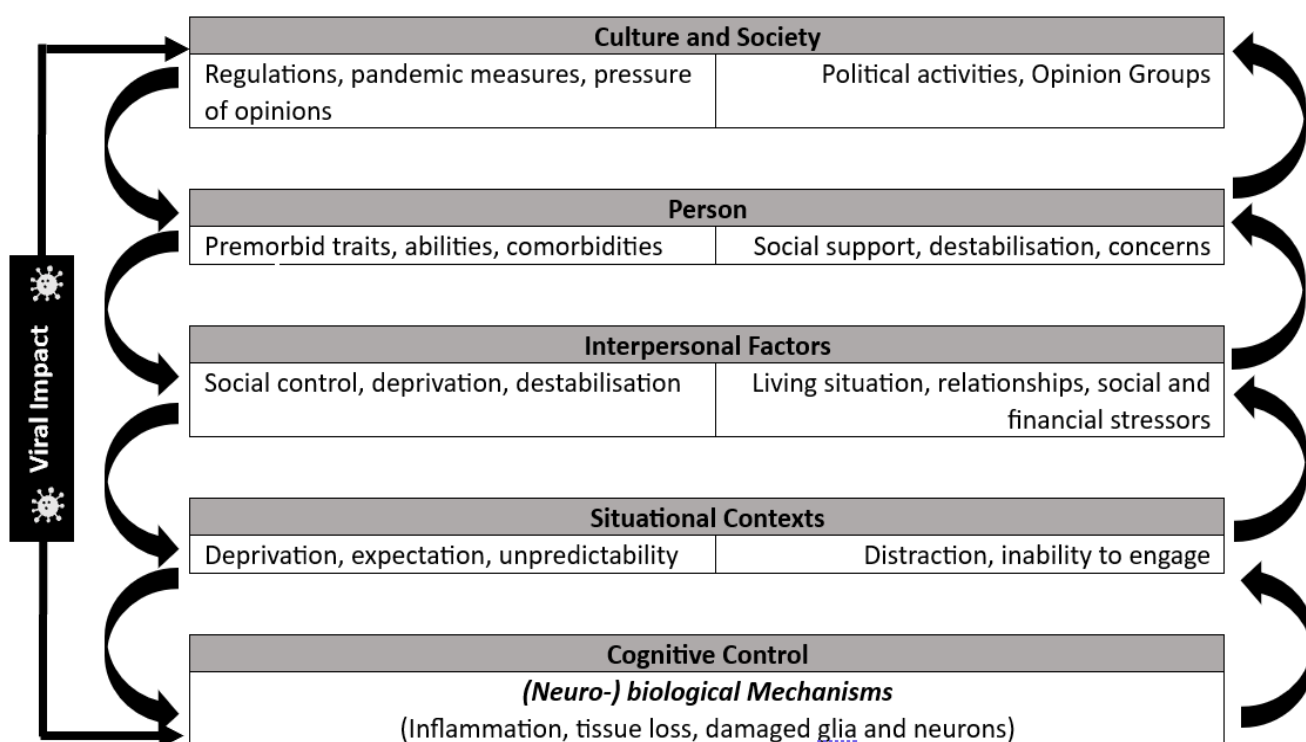 Culture and Society
Regulations, pandemic measures, pressure
of opinions
Political activities, Opinion Groups
Person
Premorbid traits, abilities, comorbidities
Social support, destabilisation, concerns
Viral Impact
Interpersonal Factors
Social control, deprivation, destabilisation
Living situation, relationships, social and
financial stressors
Situational Contexts
Deprivation, expectation, unpredictability
Distraction, inability to engage
Cognitive Control
(Neuro-) biological Mechanisms
(Inflammation, tissue loss, damaged glia and neurons)